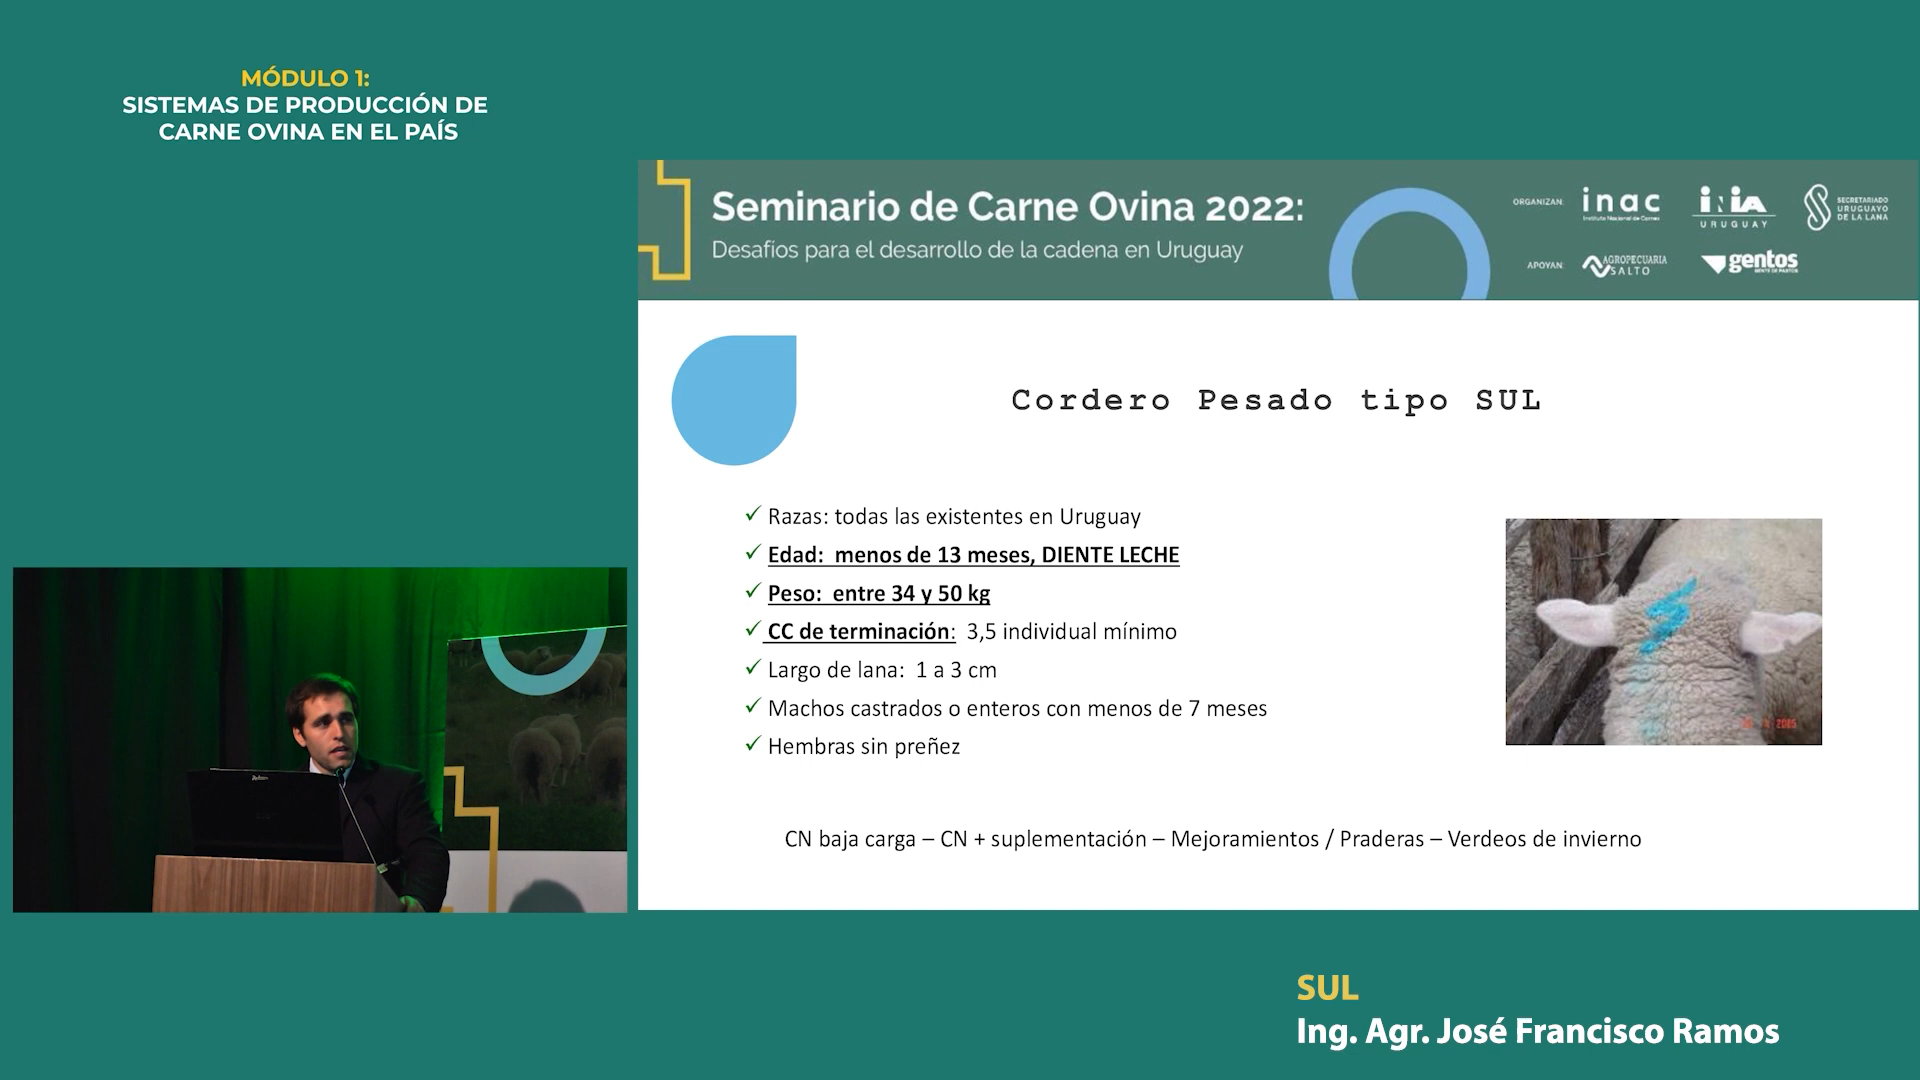 MÓDULO 1:
SISTEMAS DE PRODUCCIÓN DE
CARNE OVINA EN EL PAÍS
Seminario de Carne Ovina 2022:
Desafíos para el desarrollo de la cadena en Uruguay
ORGANIZAN:
inac
Instituto Nacional de Carnes
iNiA
URUGUAY
SECRETARIADO
URUGUAYO
DE LA LANA
APOYAN:
AGROPECUARIA
SALTO
gentos
Cordero Pesado tipo SUL
✓ Razas: todas las existentes en Uruguay
✓ Edad: menos de 13 meses, DIENTE LECHE
✓ Peso: entre 34 y 50 kg
✓ CC de terminación: 3,5 individual mínimo
✓ Largo de lana: 1 a 3 cm
✓ Machos castrados o enteros con menos de 7 meses
✓ Hembras sin preñez
CN baja carga – CN + suplementación – Mejoramientos / Praderas – Verdeos de invierno
SUL
Ing. Agr. José Francisco Ramos